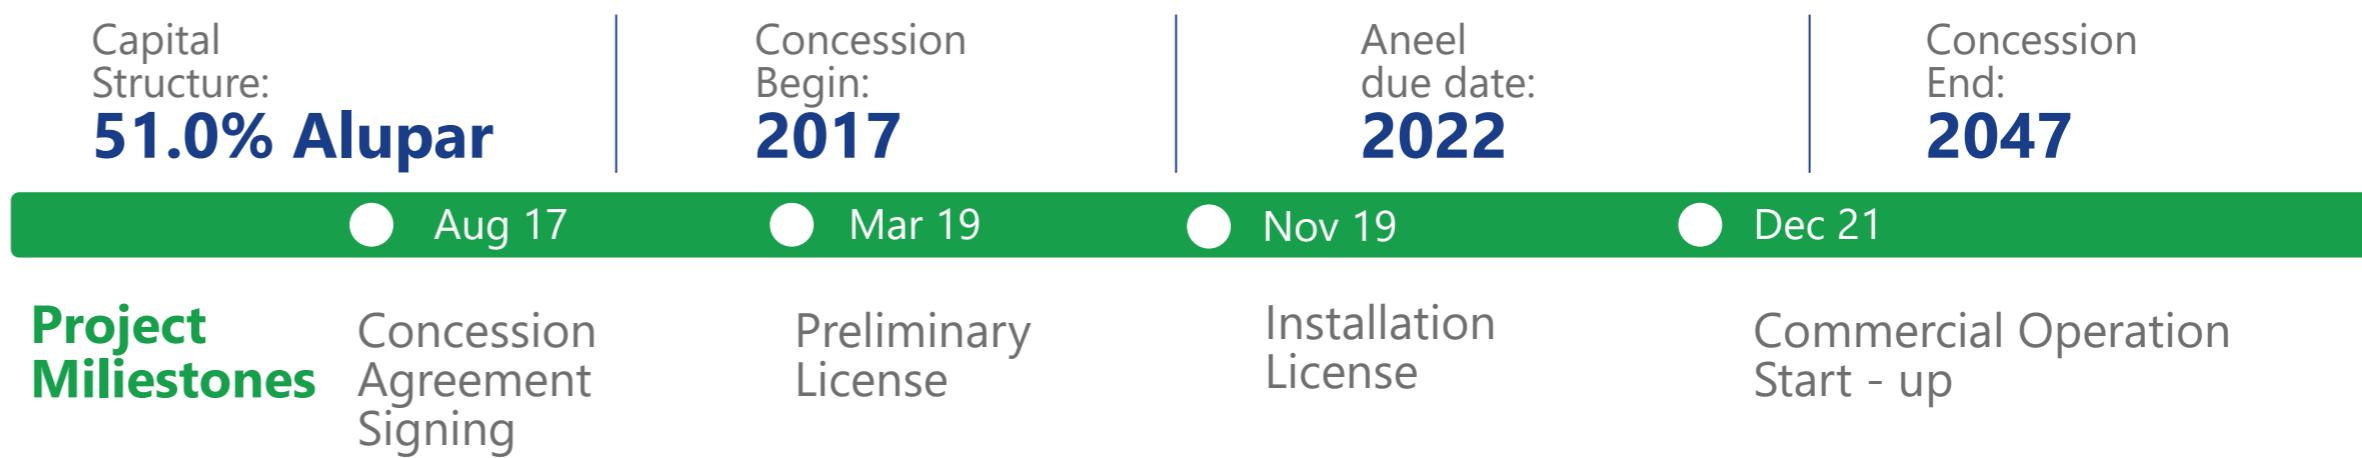 Capital
Structure:
51.0% Alupar
Concession
Begin:
2017
Aneel
due date:
2022
Concession
End:
2047
Aug 17
Mar 19
Nov 19
Dec 21
Project
Miliestones
Concession
Agreement
Signing
Preliminary
License
Installation
License
Commercial Operation
Start - up